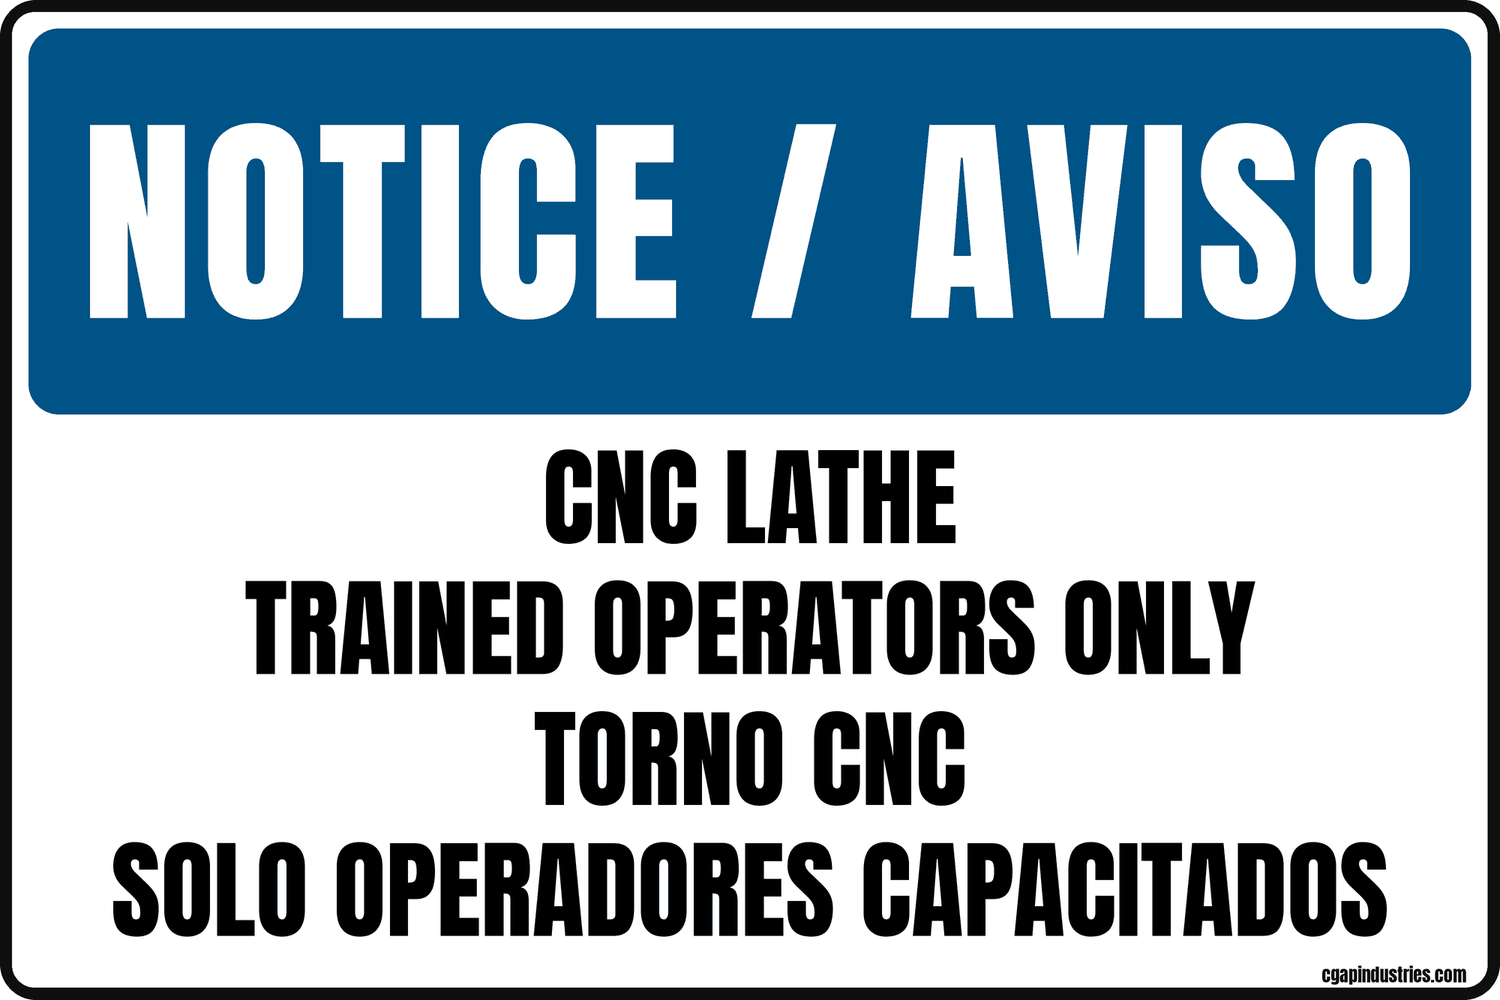 NOTICE / AVISO
CNC LATHE
TRAINED OPERATORS ONLY
TORNO CNC
SOLO OPERADORES CAPACITADOS
cgapindustries.com